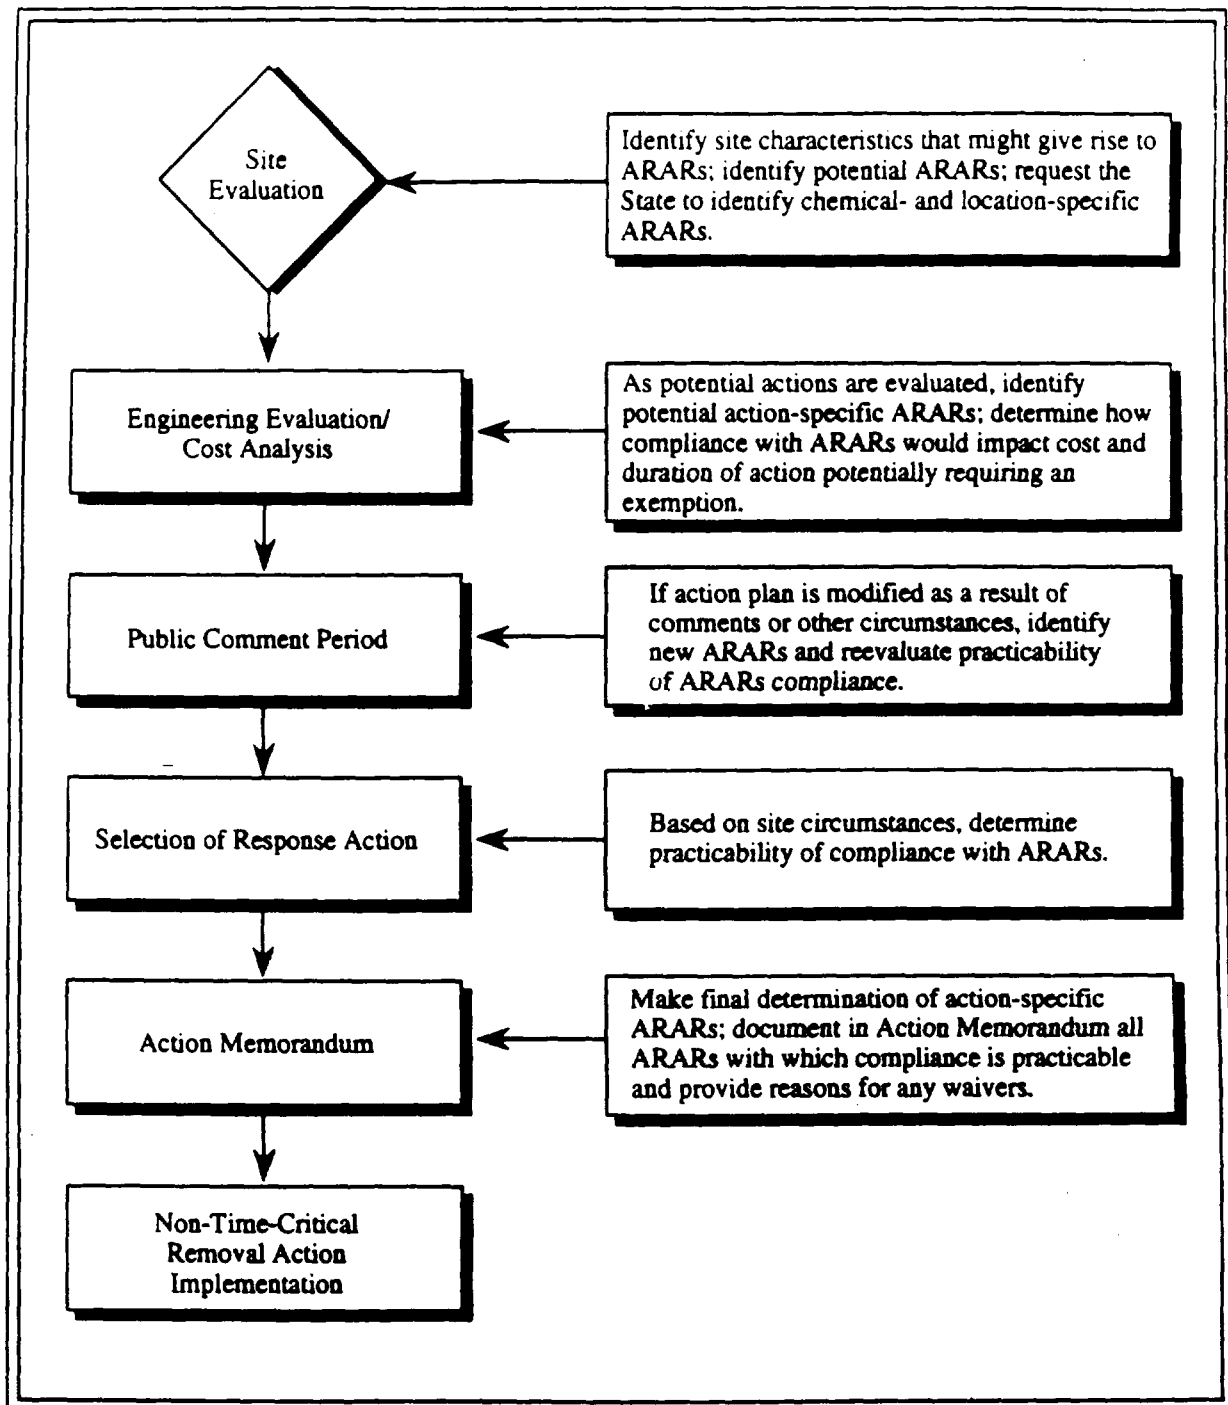 Site
Evaluation
Identify site characteristics that might give rise to
ARARs; identify potential ARARs; request the
State to identify chemical- and location-specific
ARARs.
Engineering Evaluation/
Cost Analysis
As potential actions are evaluated, identify
potential action-specific ARARs; determine how
compliance with ARARs would impact cost and
duration of action potentially requiring an
exemption.
Public Comment Period
If action plan is modified as a result of
comments or other circumstances, identify
new ARARs and reevaluate practicability
of ARARs compliance.
Selection of Response Action
Based on site circumstances, determine
practicability of compliance with ARARs.
Action Memorandum
Make final determination of action-specific
ARARs; document in Action Memorandum all
ARARs with which compliance is practicable
and provide reasons for any waivers.
Non-Time-Critical
Removal Action
Implementation